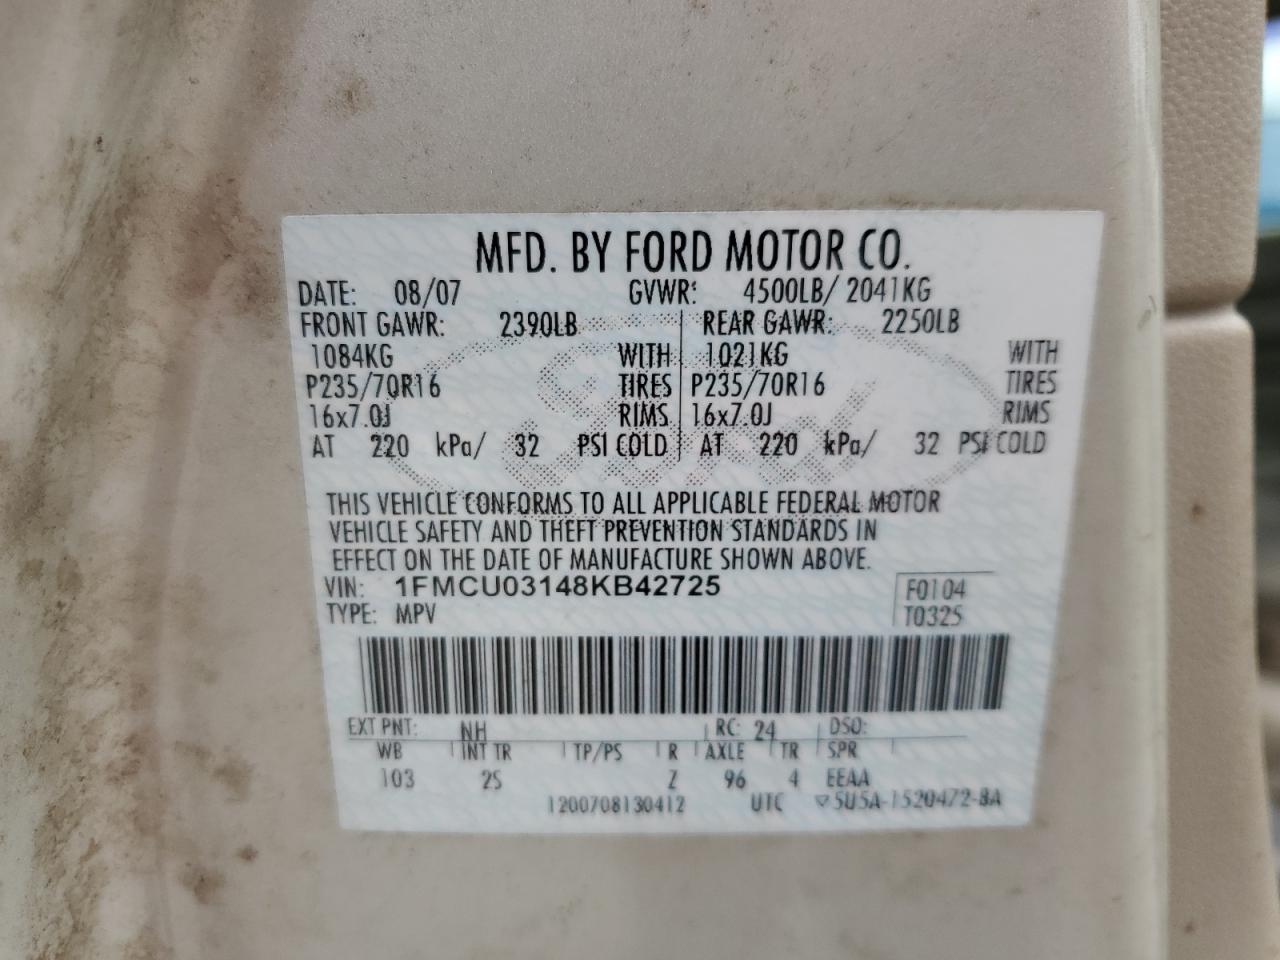 MFD. BY FORD MOTOR CO.
DATE: 08/07 GVWR: 4500LB/ 2041KG
FRONT GAWR: 2390LB REAR GAWR: 2250LB
1084KG WITH 1021KG WITH
P235/70R16 TIRES P235/70R16 TIRES
16x7.0J RIMS 16x7.0J RIMS
AT 220 kPa/ 32 PSI COLD AT 220 kPa/ 32 PSI COLD
Ford
THIS VEHICLE CONFORMS TO ALL APPLICABLE FEDERAL MOTOR
VEHICLE SAFETY AND THEFT PREVENTION STANDARDS IN
EFFECT ON THE DATE OF MANUFACTURE SHOWN ABOVE.
VIN: 1FMCU03148KB42725 F0104
TYPE: MPV T0325
EXT PNT: NH RC: 24 DSO:
WB INT TR TP/PS R AXLE TR SPR
103 2S Z 96 4 EEAA
1200708130412 UTC ▽5U5A-1520472-BA